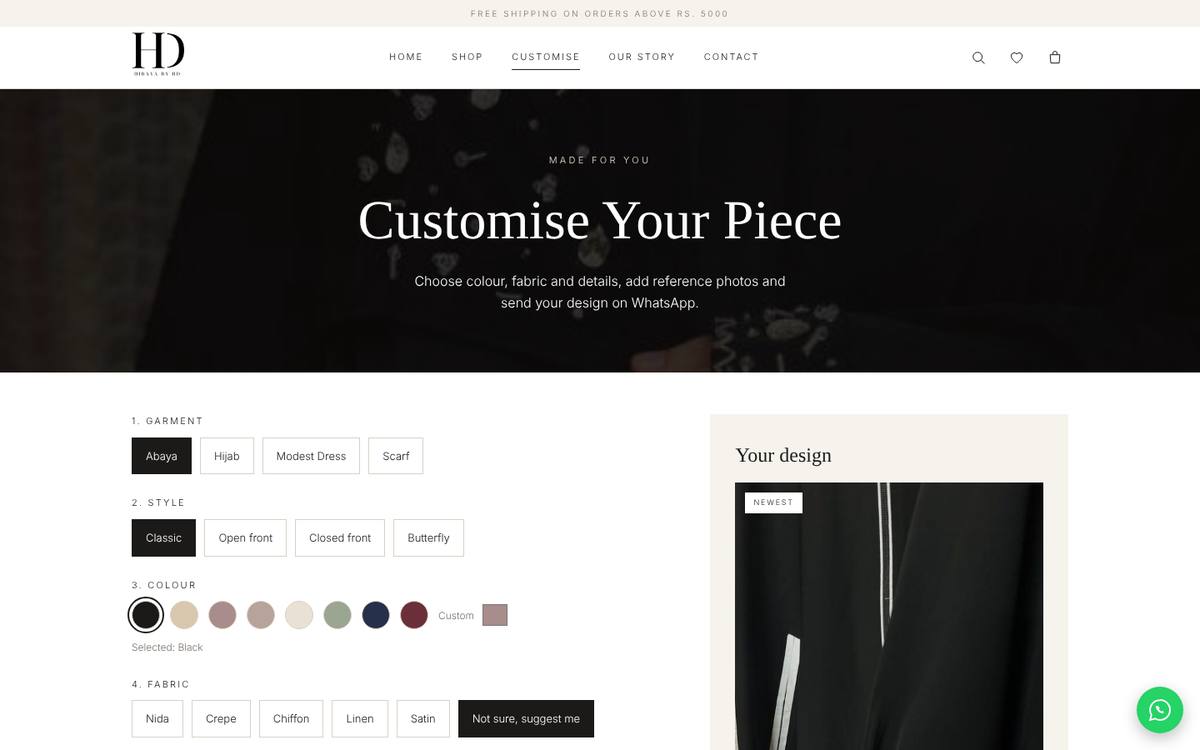 FREE SHIPPING ON ORDERS ABOVE RS. 5000
HD
HIBAYA BY HD
HOME SHOP CUSTOMISE OUR STORY CONTACT
MADE FOR YOU
Customise Your Piece
Choose colour, fabric and details, add reference photos and
send your design on WhatsApp.
1. GARMENT
Abaya Hijab Modest Dress Scarf
2. STYLE
Classic Open front Closed front Butterfly
3. COLOUR
Custom
Selected: Black
4. FABRIC
Nida Crepe Chiffon Linen Satin Not sure, suggest me
Your design
NEWEST